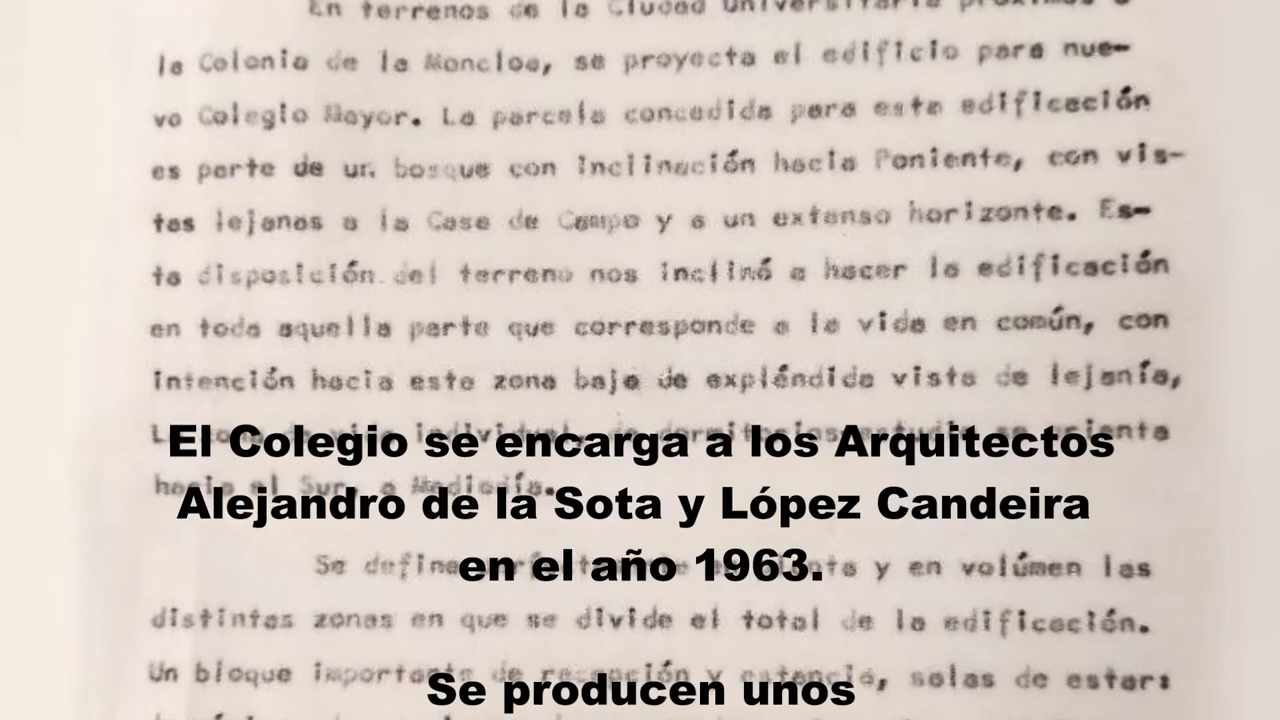 En terrenos de la Ciudad Universitaria próximos a
la Colonia de la Moncloa, se proyecta el edificio para nue-
vo Colegio Mayor. La parcela concedida para esta edificación
es parte de un bosque con inclinación hacia Poniente, con vis-
tas lejanas a la Casa de Campo y a un extenso horizonte. Es-
ta disposición del terreno nos inclinó a hacer la edificación
en toda aquella parte que corresponde a la vida en común, con
intención hacia esta zona baja de expléndida vista de lejanía,
El Colegio se encarga a los Arquitectos
hacia el Sur, a Mediodía.
Alejandro de la Sota y López Candeira
Se define y en volúmen las
en el año 1963.
distintas zonas en que se divide el total de la edificación.
Un bloque importante de recepción y estancia, salas de estar:
Se producen unos